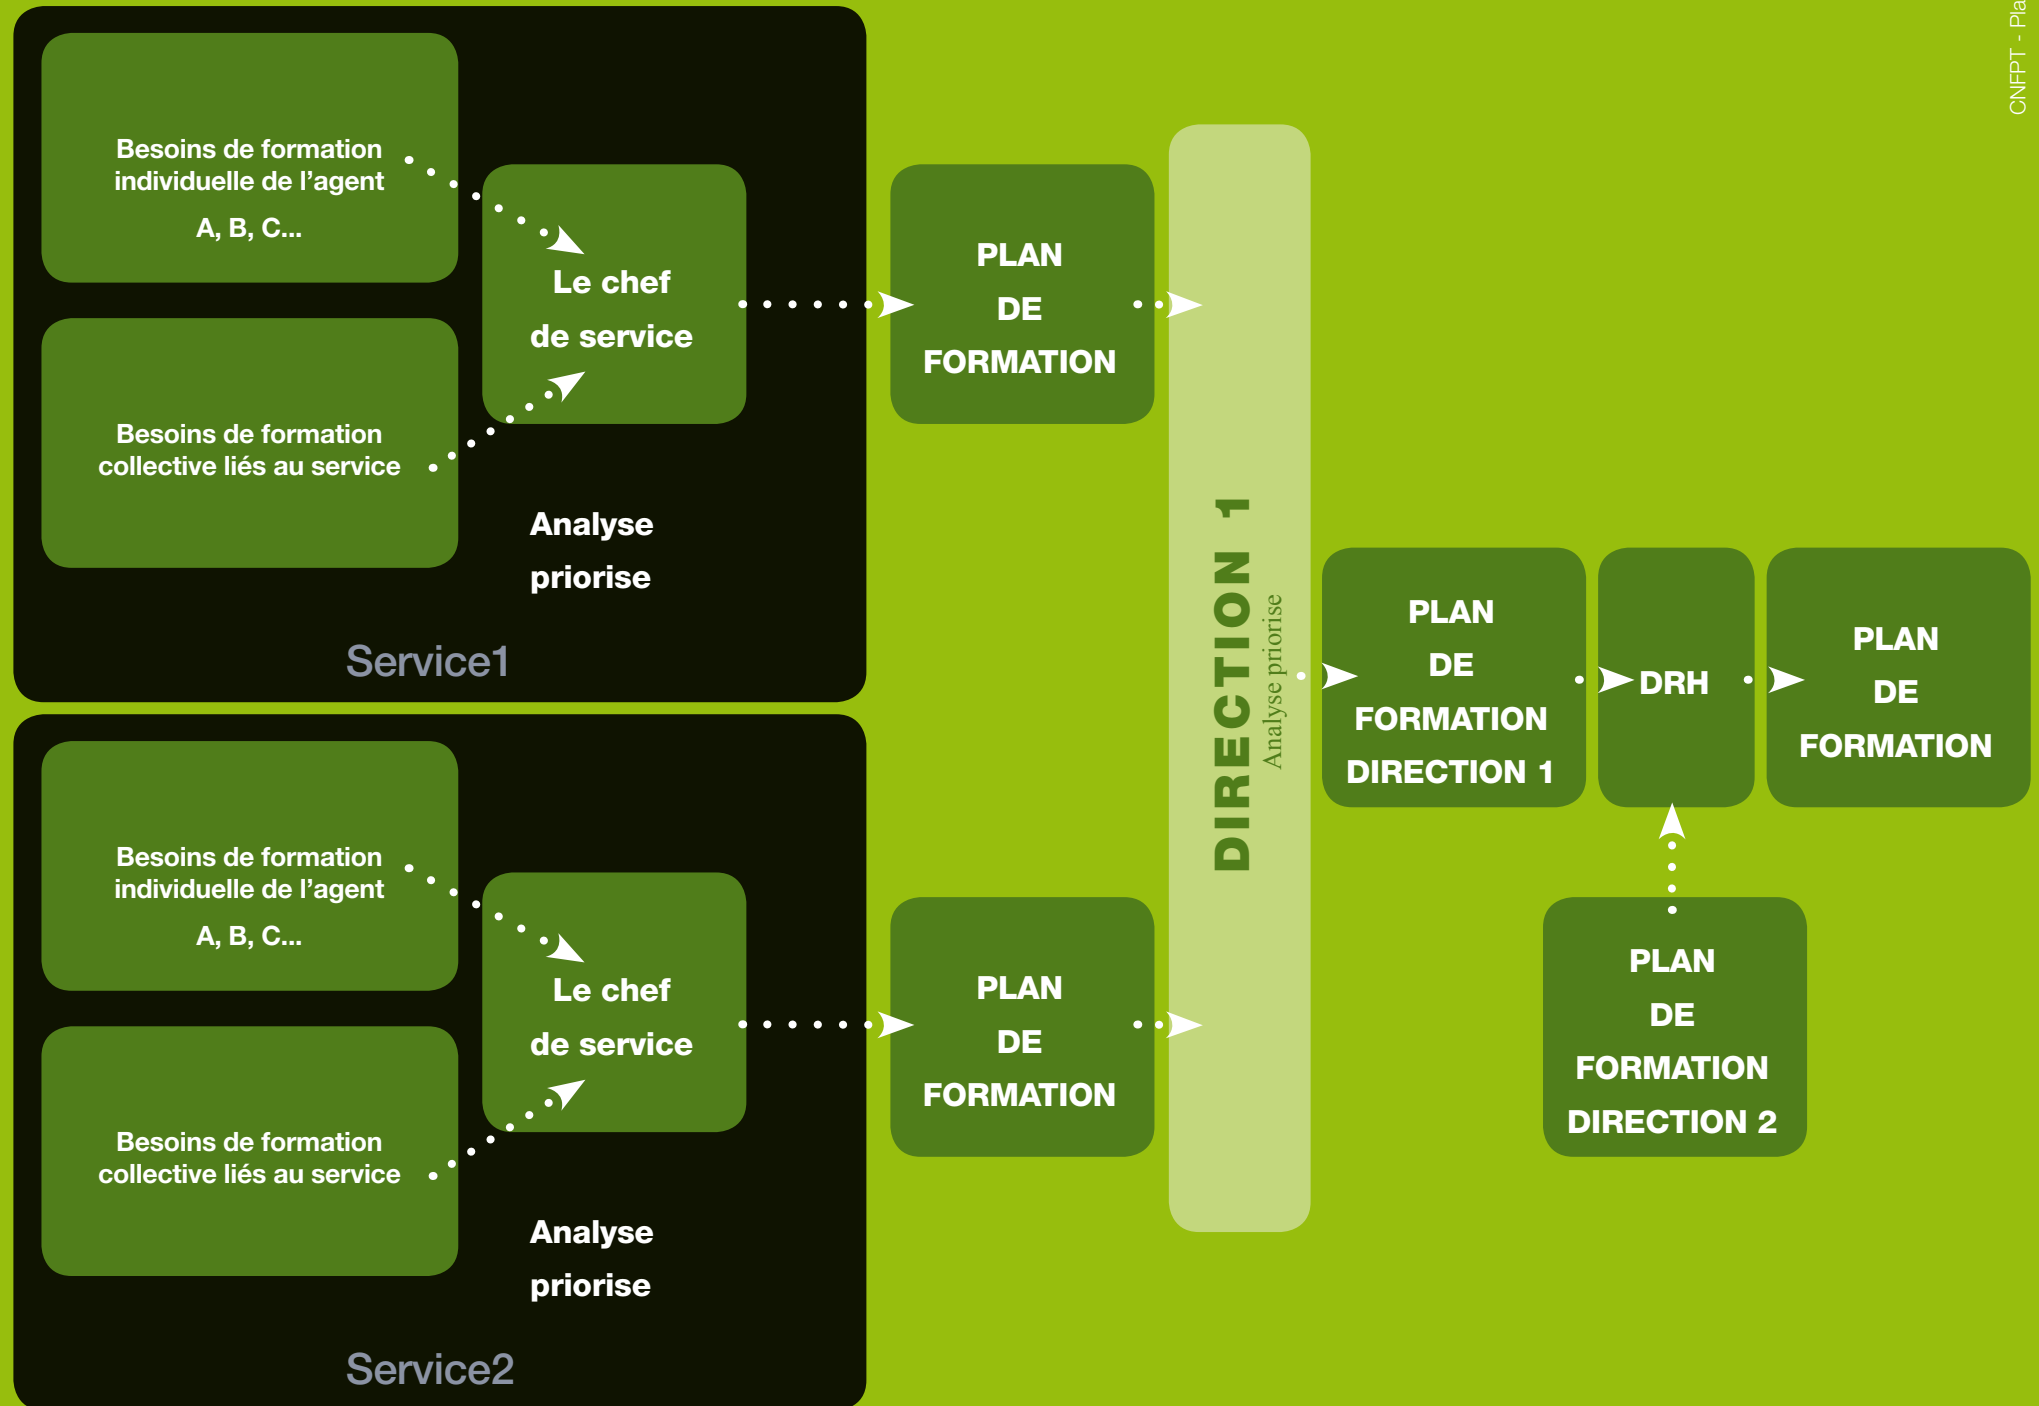 CNFPT - Pla
Besoins de formation
individuelle de l'agent
A, B, C...
Le chef
de service
Besoins de formation
collective liés au service
Analyse
priorise
Service1
PLAN
DE
FORMATION
Besoins de formation
individuelle de l'agent
A, B, C...
Le chef
de service
Besoins de formation
collective liés au service
Analyse
priorise
Service2
PLAN
DE
FORMATION
DIRECTION 1
Analyse priorise
PLAN
DE
FORMATION
DIRECTION 1
DRH
PLAN
DE
FORMATION
PLAN
DE
FORMATION
DIRECTION 2